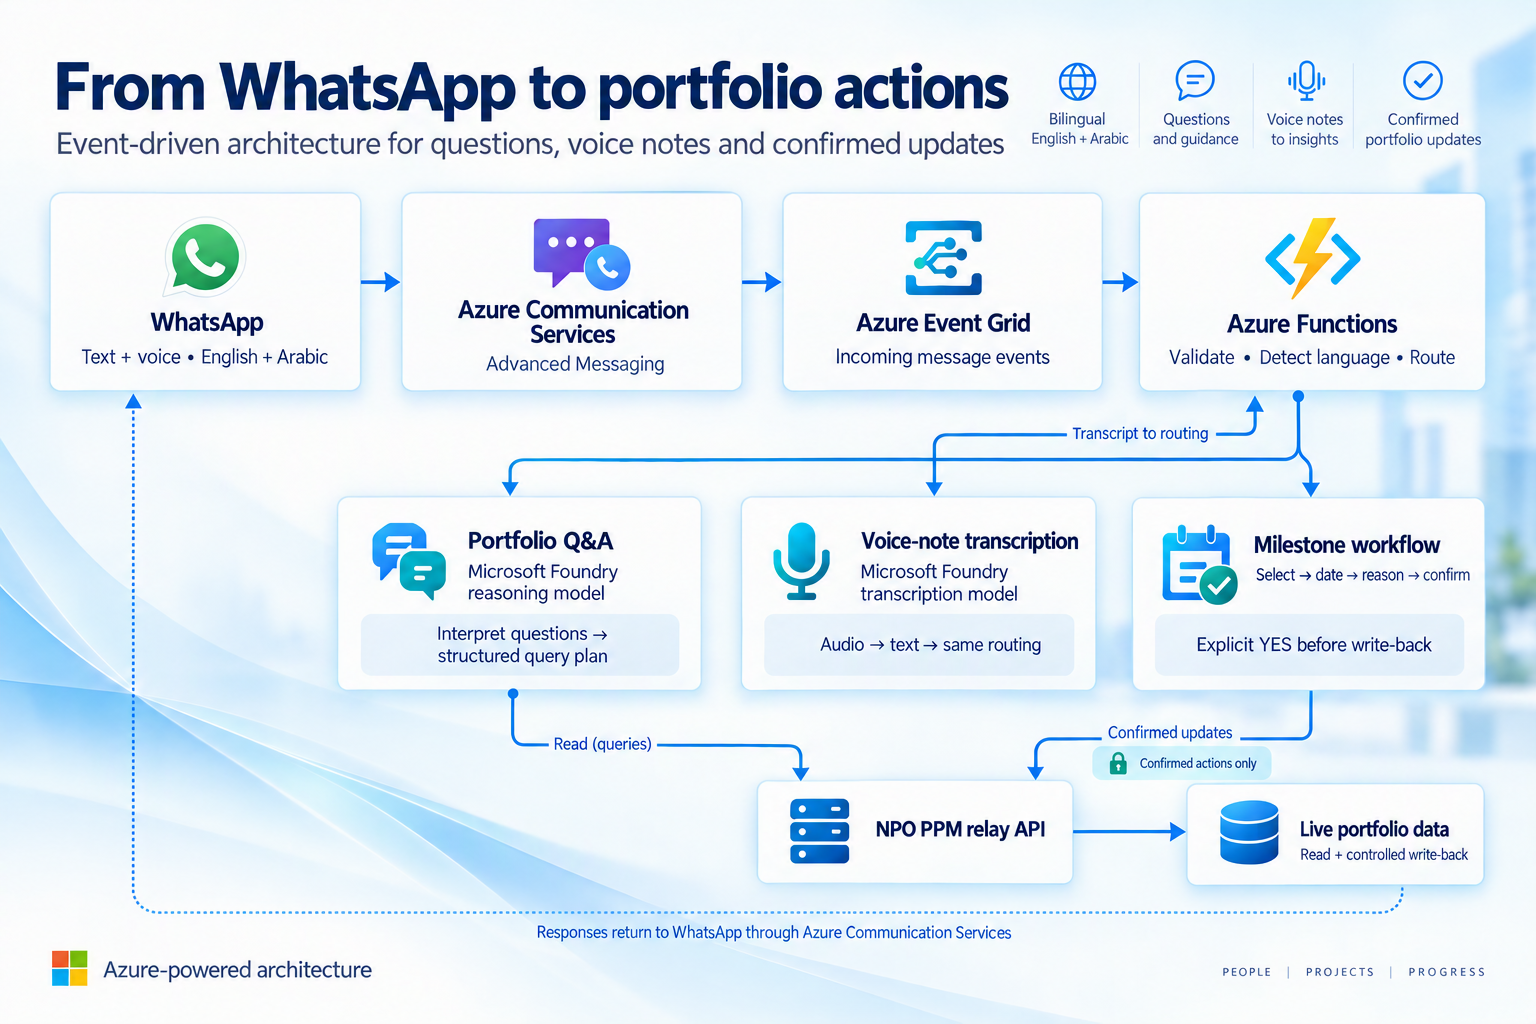 From WhatsApp to portfolio actions
Event-driven architecture for questions, voice notes and confirmed updates
Bilingual
English + Arabic
Questions
and guidance
Voice notes
to insights
Confirmed
portfolio updates
WhatsApp
Text + voice • English + Arabic
Azure Communication
Services
Advanced Messaging
Azure Event Grid
Incoming message events
Azure Functions
Validate • Detect language • Route
Transcript to routing
Portfolio Q&A
Microsoft Foundry
reasoning model
Interpret questions →
structured query plan
Voice-note transcription
Microsoft Foundry
transcription model
Audio → text → same routing
Milestone workflow
Select → date → reason → confirm
Explicit YES before write-back
Read (queries)
Confirmed updates
Confirmed actions only
NPO PPM relay API
Live portfolio data
Read + controlled write-back
Responses return to WhatsApp through Azure Communication Services
Azure-powered architecture
PEOPLE | PROJECTS | PROGRESS